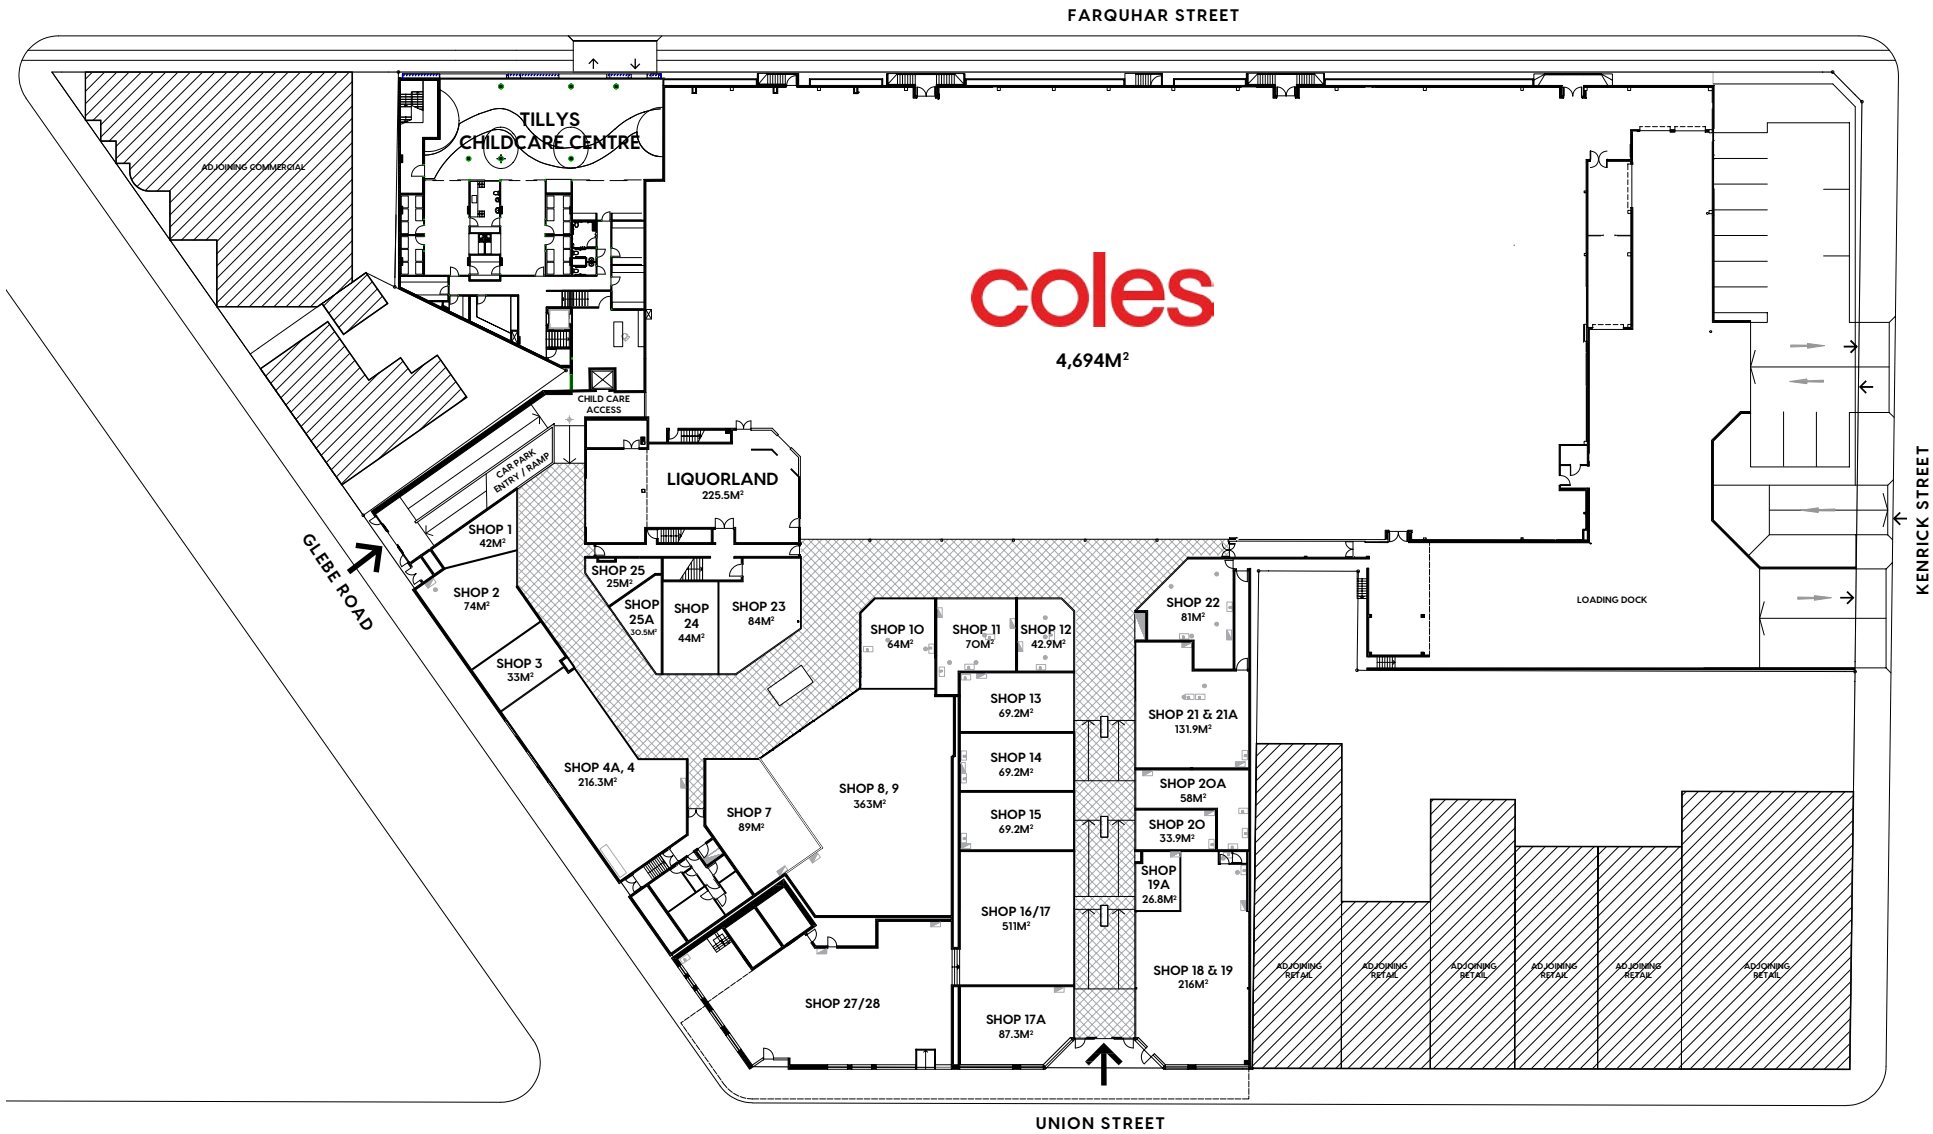 FARQUHAR STREET
TILLYS
CHILDCARE CENTRE
ADJOINING COMMERCIAL
coles
4,694M²
CHILD CARE
ACCESS
CAR PARK
ENTRY / RAMP
LIQUORLAND
225.5M²
KENRICK STREET
GLEBE ROAD
SHOP 1
42M²
SHOP 2
74M²
SHOP 3
33M²
SHOP 4A, 4
216.3M²
SHOP 25
25M²
SHOP
25A
30.5M²
SHOP
24
44M²
SHOP 23
84M²
SHOP 10
64M²
SHOP 11
70M²
SHOP 12
42.9M²
SHOP 22
81M²
LOADING DOCK
SHOP 13
69.2M²
SHOP 21 & 21A
131.9M²
SHOP 14
69.2M²
SHOP 20A
58M²
SHOP 7
89M²
SHOP 8, 9
363M²
SHOP 15
69.2M²
SHOP 20
33.9M²
SHOP
19A
26.8M²
SHOP 16/17
511M²
SHOP 18 & 19
216M²
SHOP 27/28
SHOP 17A
87.3M²
ADJOINING
RETAIL
ADJOINING
RETAIL
ADJOINING
RETAIL
ADJOINING
RETAIL
ADJOINING
RETAIL
ADJOINING
RETAIL
UNION STREET